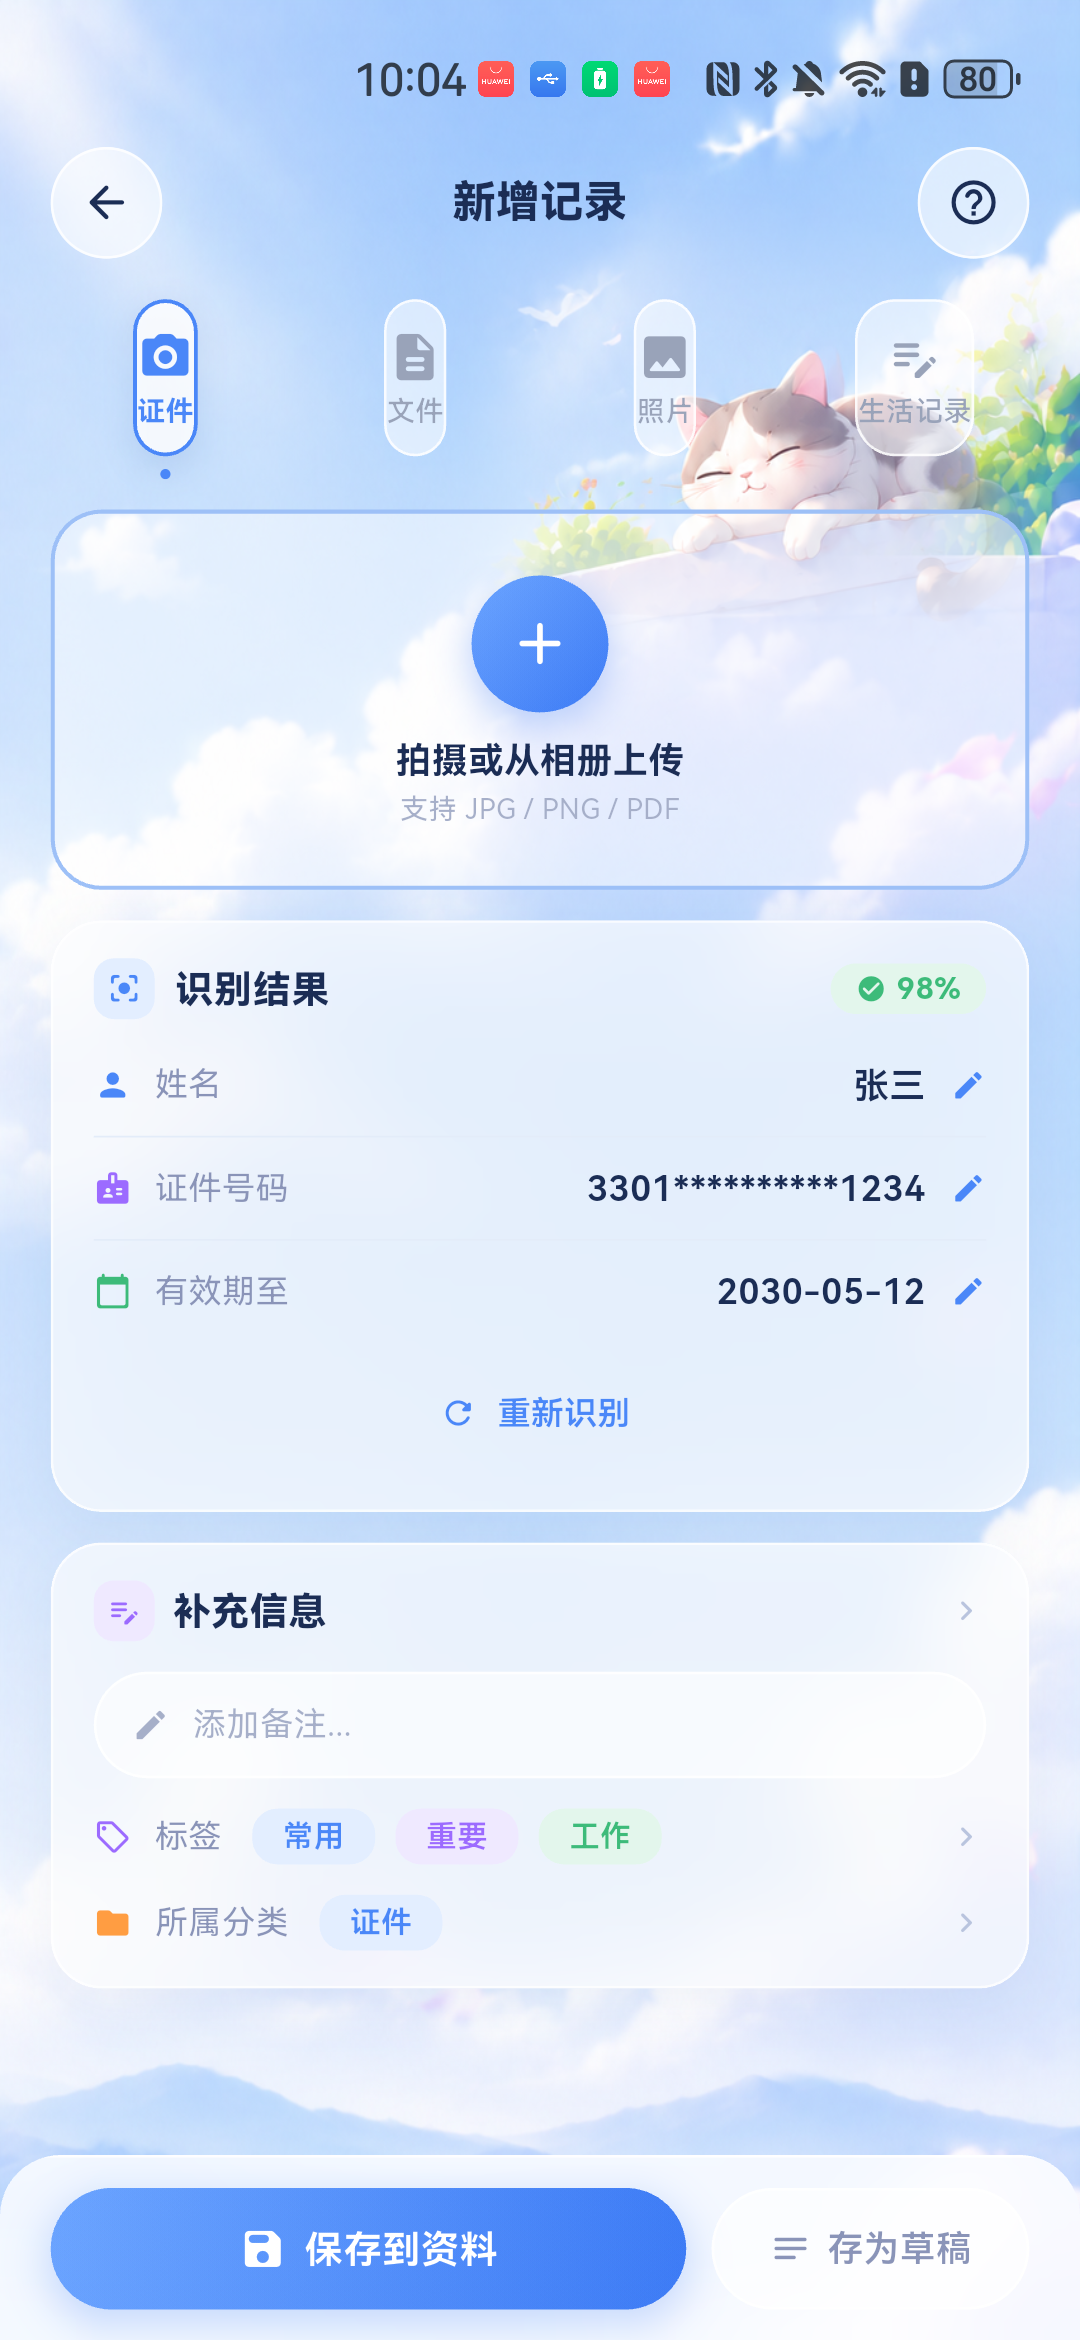 10:04 HUAWEI HUAWEI 80
新增记录
证件 文件 照片 生活记录
拍摄或从相册上传
支持 JPG / PNG / PDF
识别结果 98%
姓名 张三
证件号码 3301**********1234
有效期至 2030-05-12
重新识别
补充信息
添加备注...
标签 常用 重要 工作
所属分类 证件
保存到资料 存为草稿